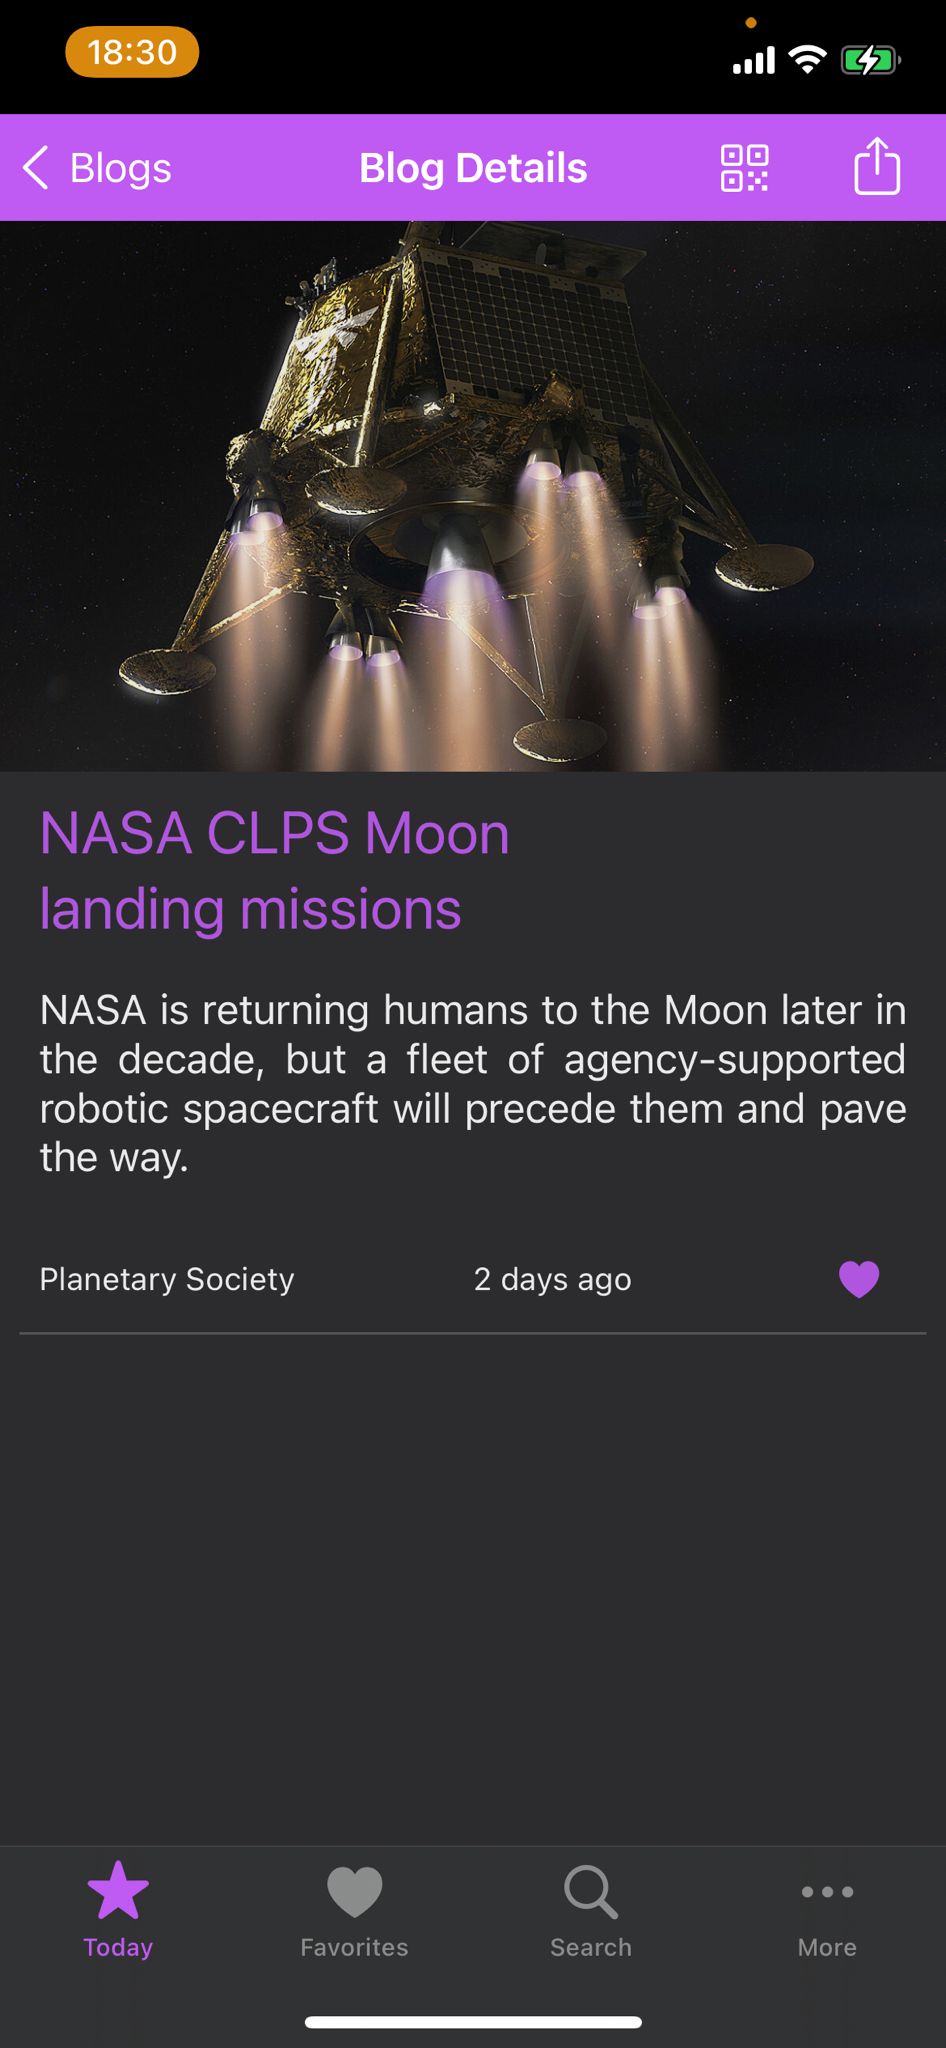 18:30
Blogs
Blog Details
NASA CLPS Moon
landing missions
NASA is returning humans to the Moon later in
the decade, but a fleet of agency-supported
robotic spacecraft will precede them and pave
the way.
Planetary Society
2 days ago
Today
Favorites
Search
More